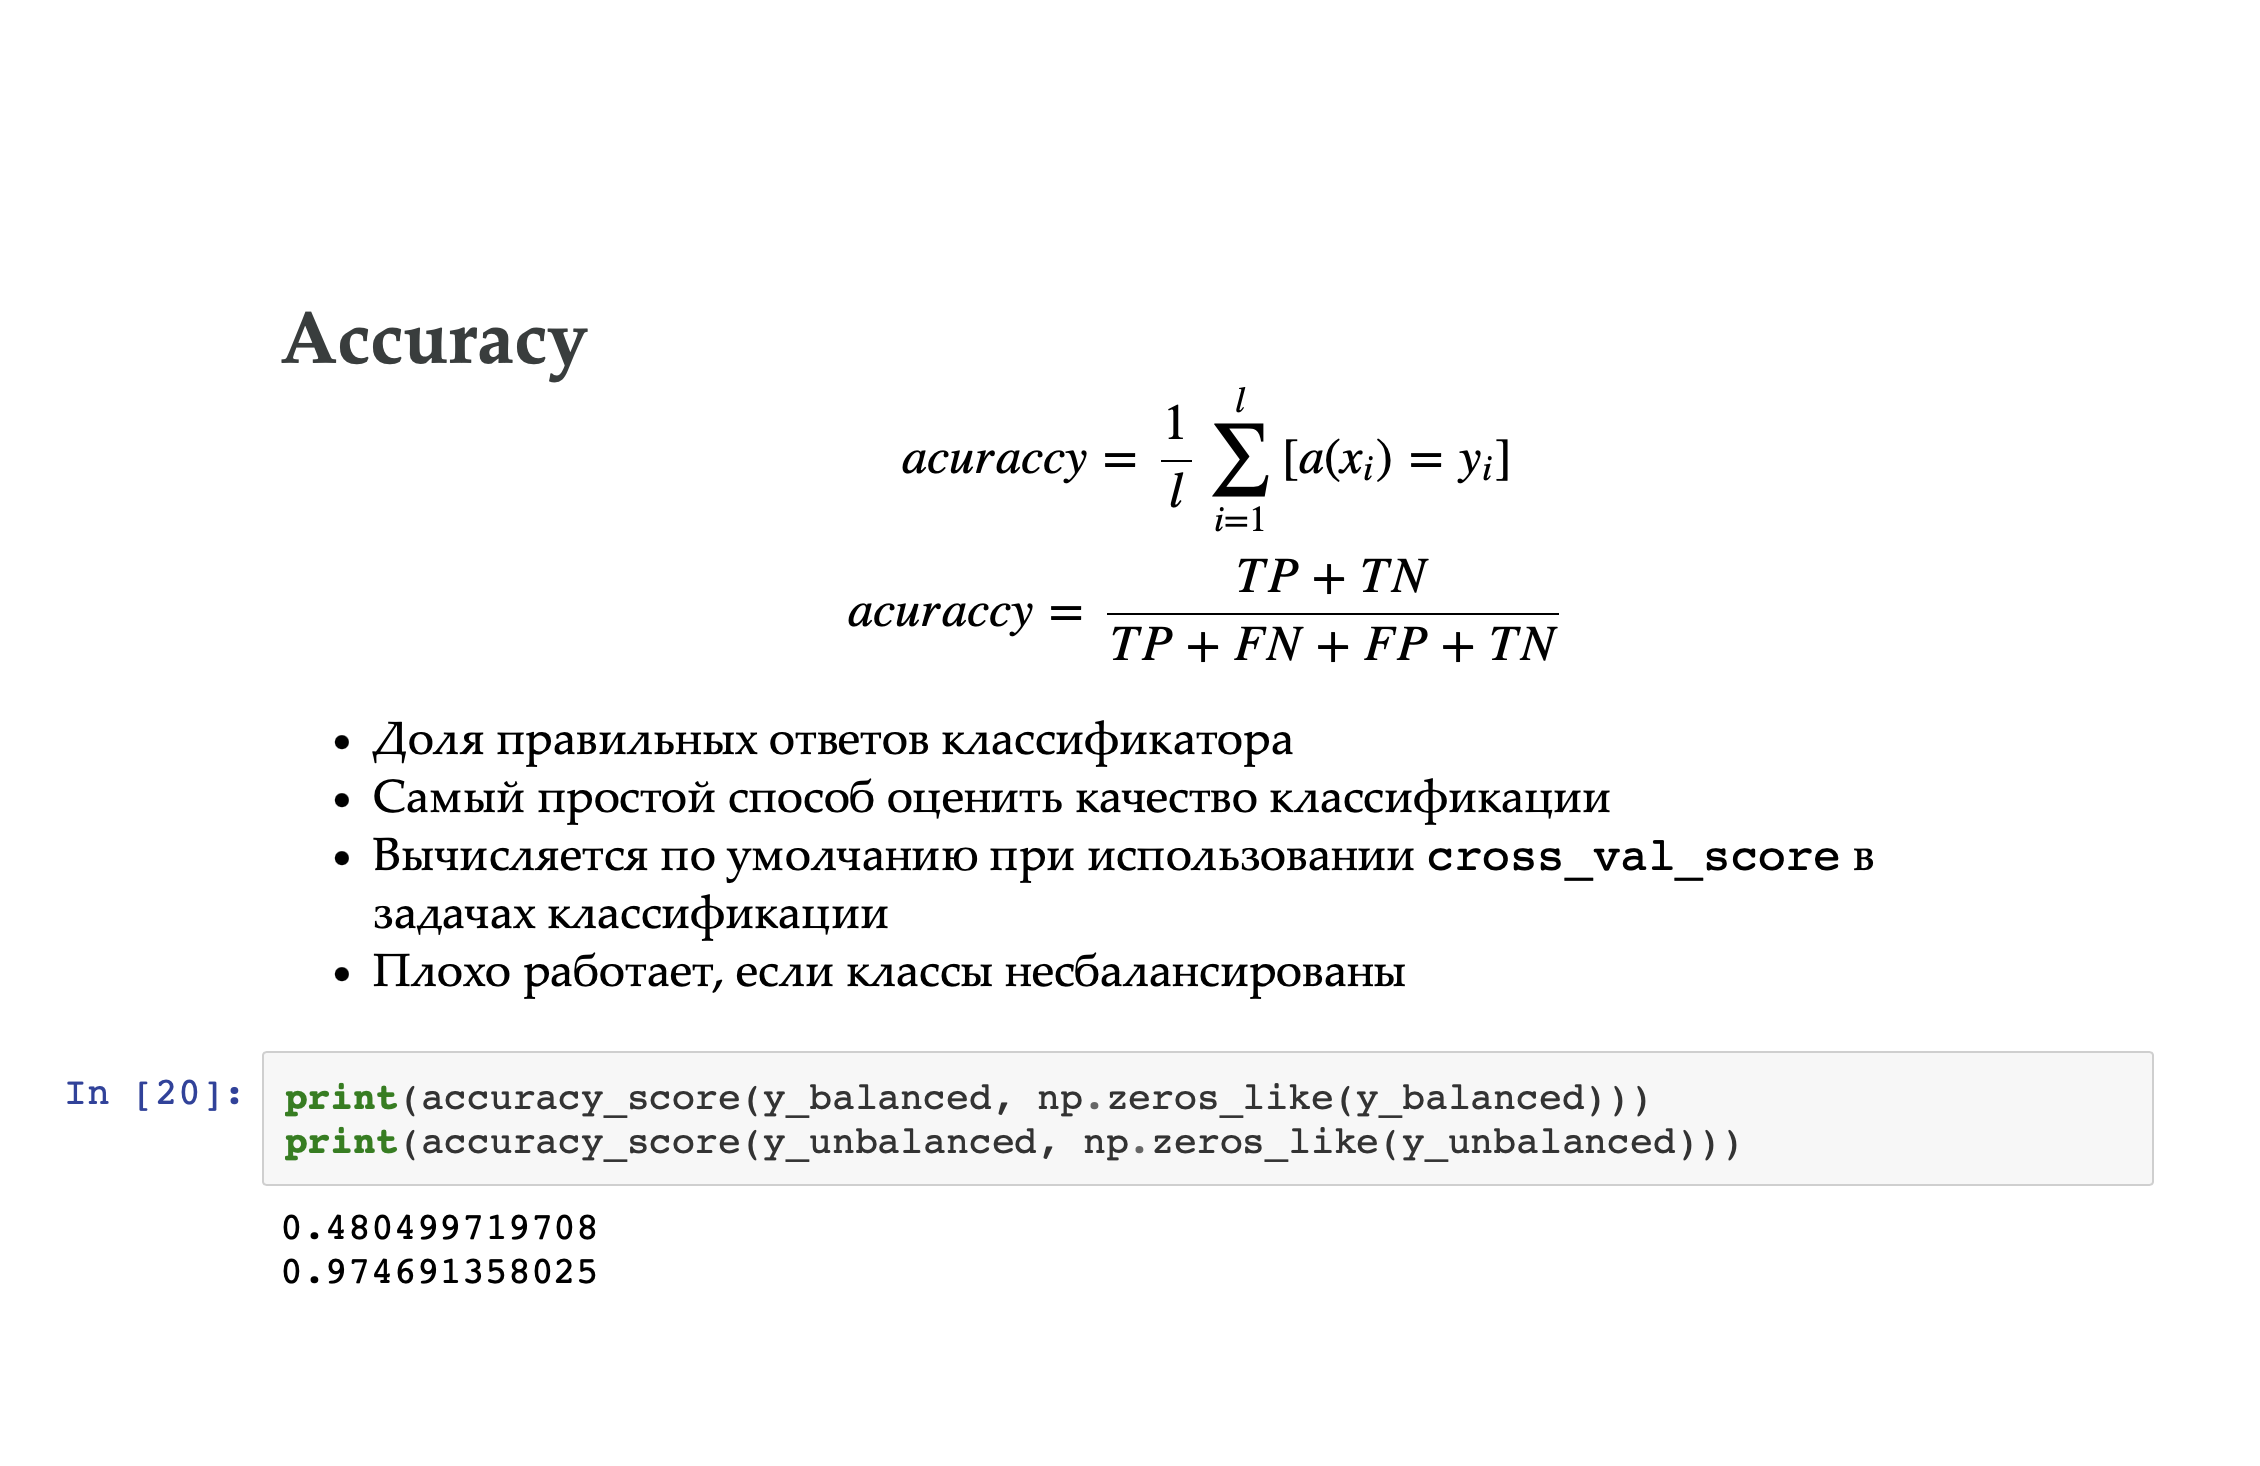 Accuracy
acuraccy = \frac{1}{l} \sum_{i=1}^{l} [a(x_i) = y_i]
acuraccy = \frac{TP + TN}{TP + FN + FP + TN}
• Доля правильных ответов классификатора
• Самый простой способ оценить качество классификации
• Вычисляется по умолчанию при использовании cross_val_score в
задачах классификации
• Плохо работает, если классы несбалансированы
In [20]: print(accuracy_score(y_balanced, np.zeros_like(y_balanced)))
print(accuracy_score(y_unbalanced, np.zeros_like(y_unbalanced)))
0.480499719708
0.974691358025